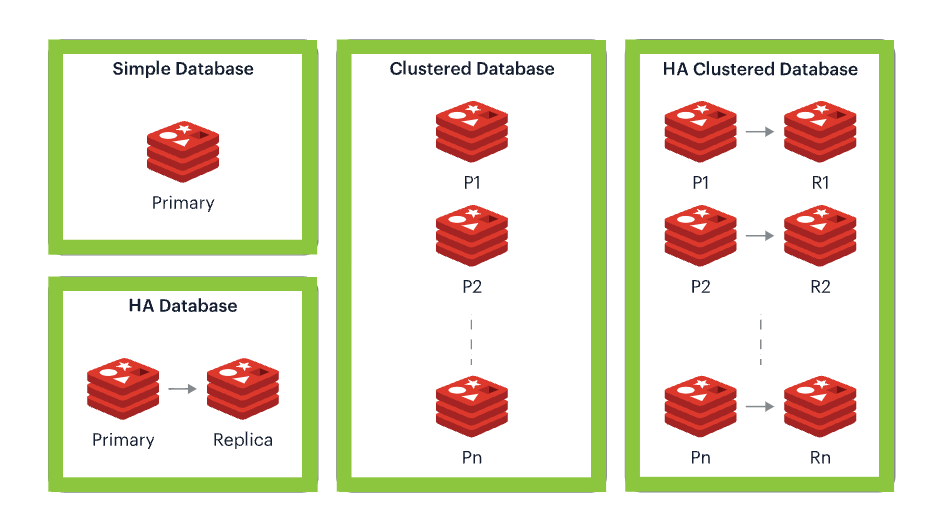 Simple Database
Primary
HA Database
Primary
Replica
Clustered Database
P1
P2
Pn
HA Clustered Database
P1
R1
P2
R2
Pn
Rn